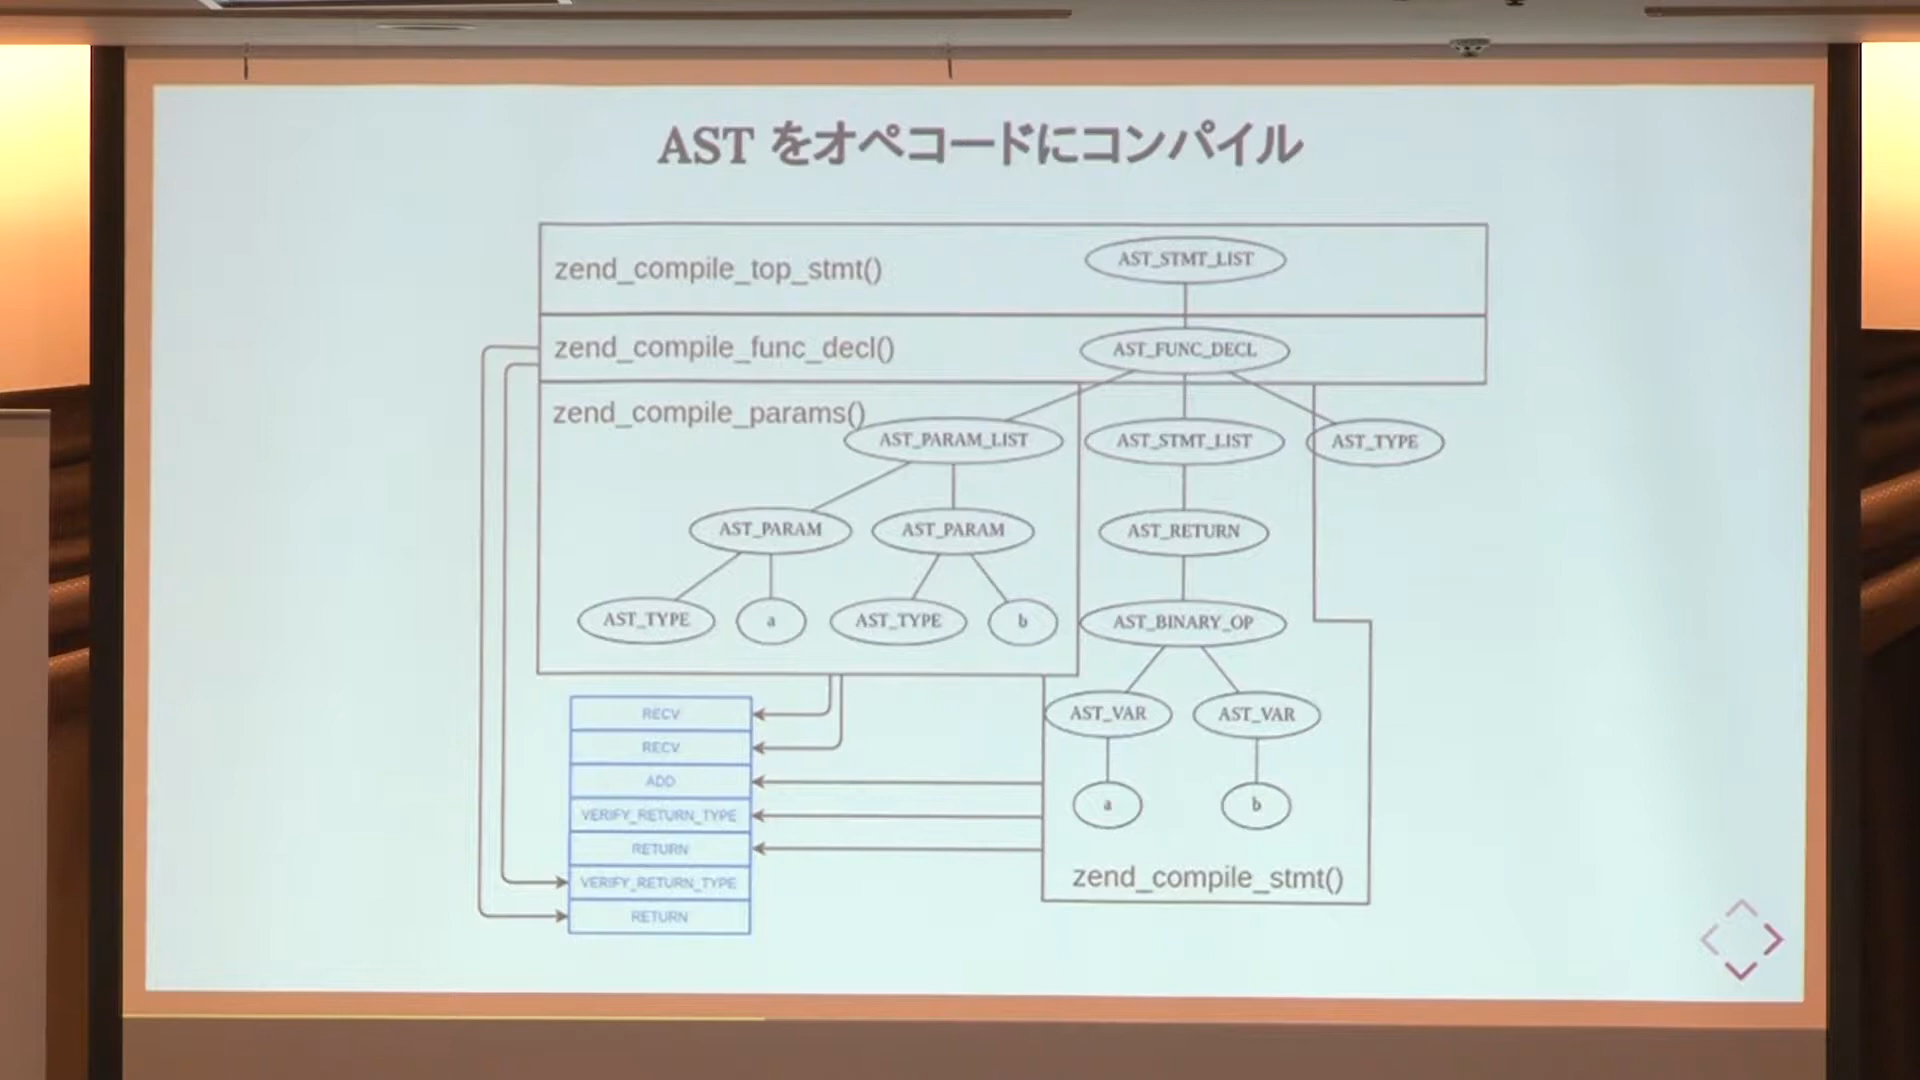 AST をオペコードにコンパイル
zend_compile_top_stmt()
AST_STMT_LIST
zend_compile_func_decl()
AST_FUNC_DECL
zend_compile_params()
AST_PARAM_LIST
AST_STMT_LIST
AST_TYPE
AST_PARAM
AST_PARAM
AST_RETURN
AST_TYPE
a
AST_TYPE
b
AST_BINARY_OP
AST_VAR
AST_VAR
a
b
RECV
RECV
ADD
VERIFY_RETURN_TYPE
RETURN
VERIFY_RETURN_TYPE
RETURN
zend_compile_stmt()